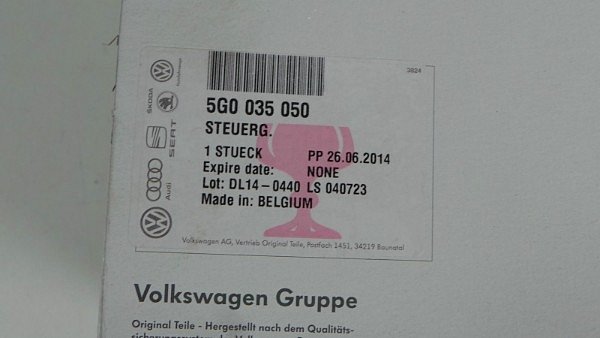 3824
5G0 035 050
STEUERG.
1 STUECK PP 26.06.2014
Expire date: NONE
Lot: DL14-0440 LS 040723
Made in: BELGIUM
Volkswagen AG, Vertrieb Original Teile, Postfach 1451, 34219 Baunatal
ŠKODA
SEAT
Audi
Volkswagen Gruppe
Original Teile - Hergestellt nach dem Qualitäts-